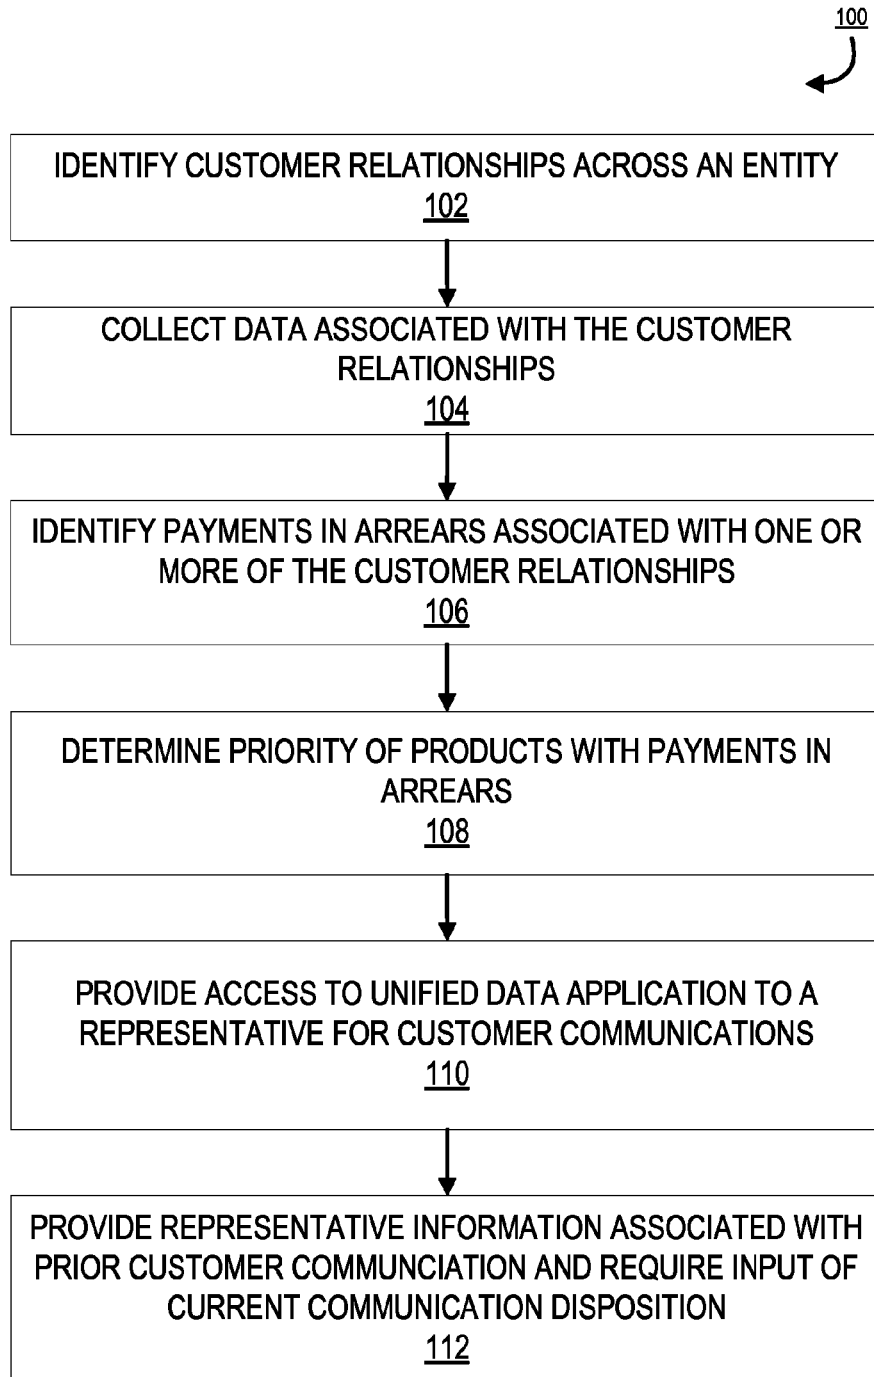 100
IDENTIFY CUSTOMER RELATIONSHIPS ACROSS AN ENTITY
102
COLLECT DATA ASSOCIATED WITH THE CUSTOMER
RELATIONSHIPS
104
IDENTIFY PAYMENTS IN ARREARS ASSOCIATED WITH ONE OR
MORE OF THE CUSTOMER RELATIONSHIPS
106
DETERMINE PRIORITY OF PRODUCTS WITH PAYMENTS IN
ARREARS
108
PROVIDE ACCESS TO UNIFIED DATA APPLICATION TO A
REPRESENTATIVE FOR CUSTOMER COMMUNICATIONS
110
PROVIDE REPRESENTATIVE INFORMATION ASSOCIATED WITH
PRIOR CUSTOMER COMMUNCIATION AND REQUIRE INPUT OF
CURRENT COMMUNICATION DISPOSITION
112